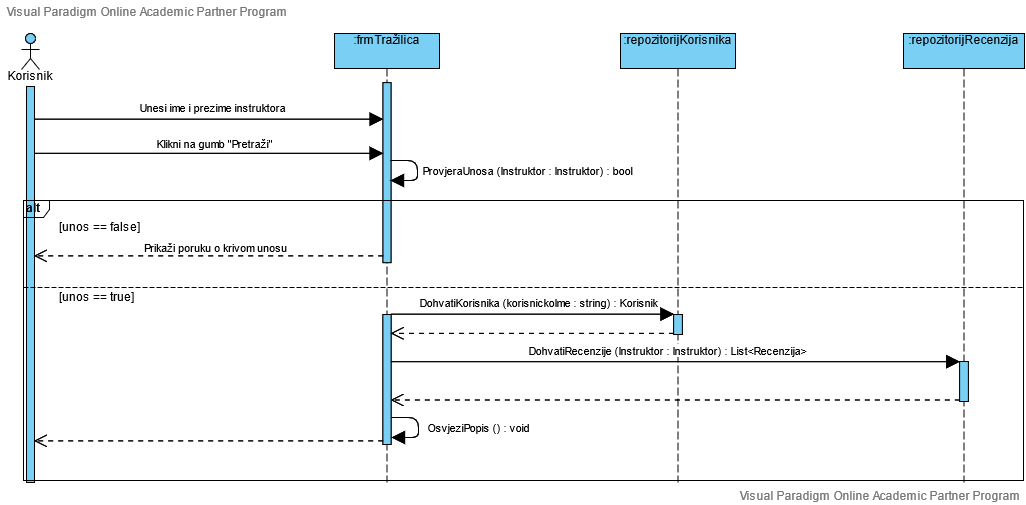 Visual Paradigm Online Academic Partner Program
Korisnik
:frmTražilica
:repozitorijKorisnika
:repozitorijRecenzija
Unesi ime i prezime instruktora
Klikni na gumb "Pretraži"
ProvjeraUnosa (Instruktor : Instruktor) : bool
alt
[unos == false]
Prikaži poruku o krivom unosu
[unos == true]
DohvatiKorisnika (korisnickoIme : string) : Korisnik
DohvatiRecenzije (Instruktor : Instruktor) : List<Recenzija>
OsvjeziPopis () : void
Visual Paradigm Online Academic Partner Program